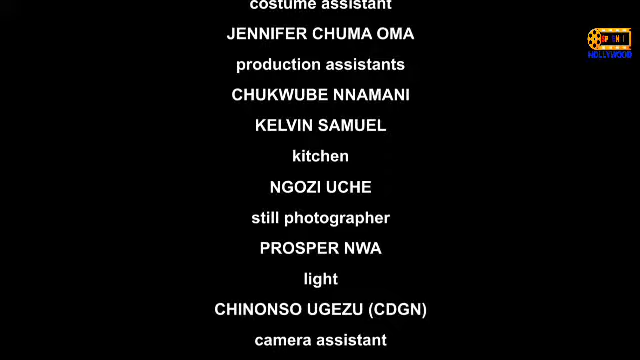 costume assistant
JENNIFER CHUMA OMA
production assistants
CHUKWUBE NNAMANI
KELVIN SAMUEL
kitchen
NGOZI UCHE
still photographer
PROSPER NWA
light
CHINONSO UGEZU (CDGN)
camera assistant